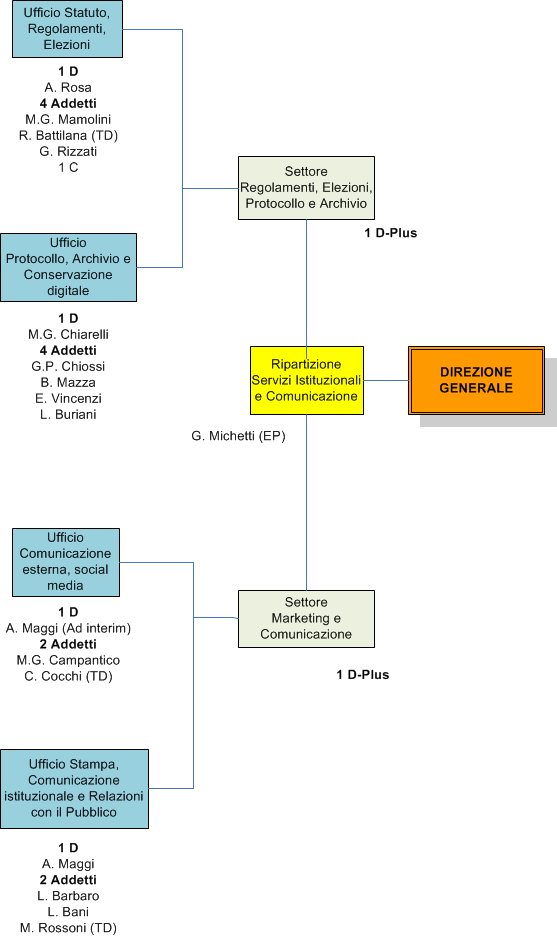 Ufficio Statuto,
Regolamenti,
Elezioni
1 D
A. Rosa
4 Addetti
M.G. Mamolini
R. Battilana (TD)
G. Rizzati
1 C
Settore
Regolamenti, Elezioni,
Protocollo e Archivio
1 D-Plus
Ufficio
Protocollo, Archivio e
Conservazione
digitale
1 D
M.G. Chiarelli
4 Addetti
G.P. Chiossi
B. Mazza
E. Vincenzi
L. Buriani
Ripartizione
Servizi Istituzionali
e Comunicazione
DIREZIONE
GENERALE
G. Michetti (EP)
Ufficio
Comunicazione
esterna, social
media
1 D
A. Maggi (Ad interim)
2 Addetti
M.G. Campantico
C. Cocchi (TD)
Settore
Marketing e
Comunicazione
1 D-Plus
Ufficio Stampa,
Comunicazione
istituzionale e Relazioni
con il Pubblico
1 D
A. Maggi
2 Addetti
L. Barbaro
L. Bani
M. Rossoni (TD)